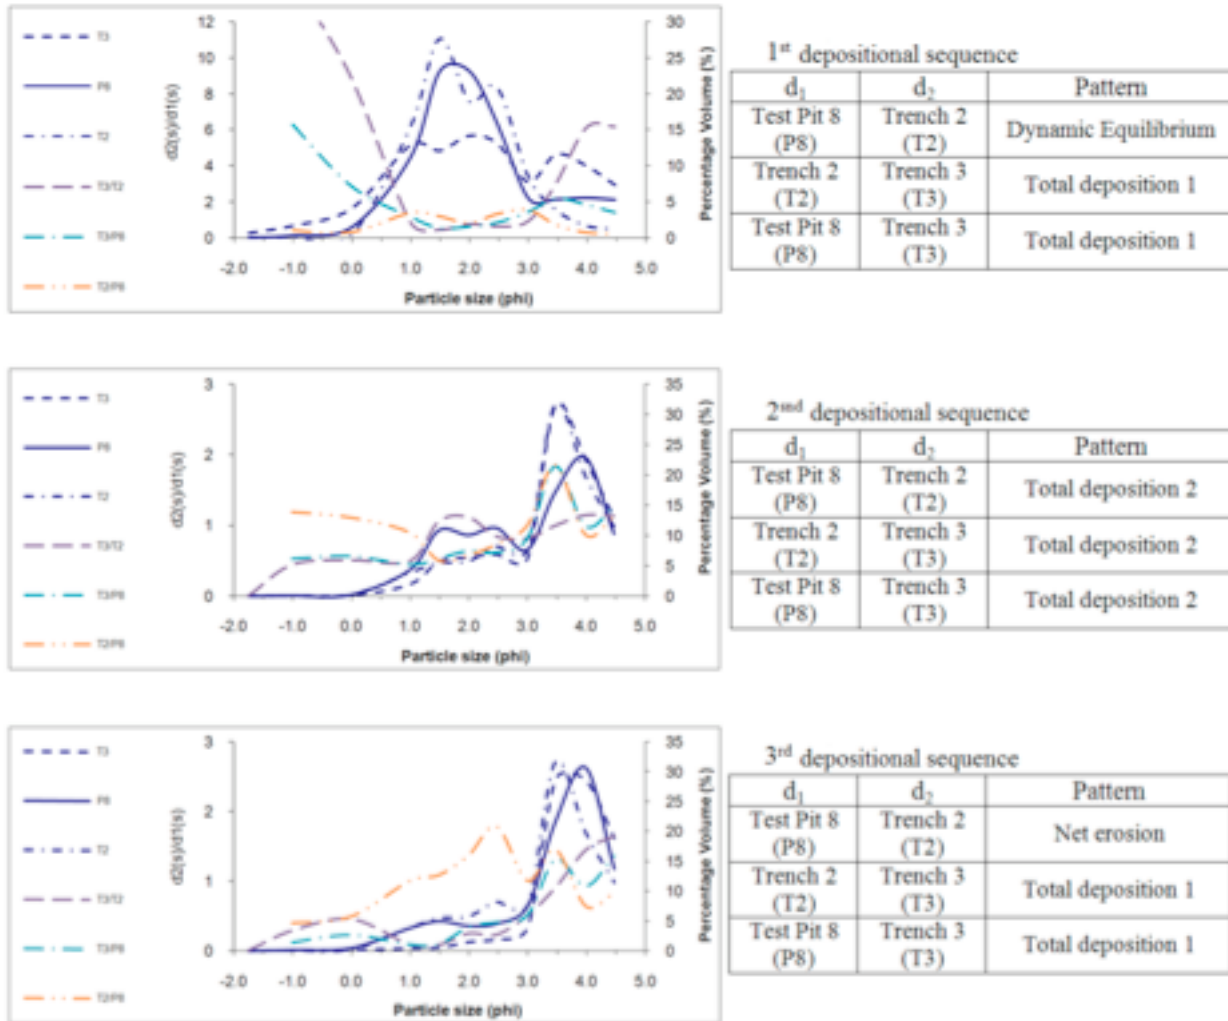 T3
P8
T2
T3/T2
T3/P8
T2/P8
d2(s)/d1(s)
12
10
8
6
4
2
0
30
25
20
15
10
5
0
Percentage Volume (%)
-2.0 -1.0 0.0 1.0 2.0 3.0 4.0 5.0
Particle size (phi)
1st depositional sequence
d1 d2 Pattern
Test Pit 8 (P8) Trench 2 (T2) Dynamic Equilibrium
Trench 2 (T2) Trench 3 (T3) Total deposition 1
Test Pit 8 (P8) Trench 3 (T3) Total deposition 1
T3
P8
T2
T3/T2
T3/P8
T2/P8
d2(s)/d1(s)
3
2
1
0
35
30
25
20
15
10
5
0
Percentage Volume (%)
-2.0 -1.0 0.0 1.0 2.0 3.0 4.0 5.0
Particle size (phi)
2snd depositional sequence
d1 d2 Pattern
Test Pit 8 (P8) Trench 2 (T2) Total deposition 2
Trench 2 (T2) Trench 3 (T3) Total deposition 2
Test Pit 8 (P8) Trench 3 (T3) Total deposition 2
T3
P8
T2
T3/T2
T3/P8
T2/P8
d2(s)/d1(s)
3
2
1
0
35
30
25
20
15
10
5
0
Percentage Volume (%)
-2.0 -1.0 0.0 1.0 2.0 3.0 4.0 5.0
Particle size (phi)
3rd depositional sequence
d1 d2 Pattern
Test Pit 8 (P8) Trench 2 (T2) Net erosion
Trench 2 (T2) Trench 3 (T3) Total deposition 1
Test Pit 8 (P8) Trench 3 (T3) Total deposition 1